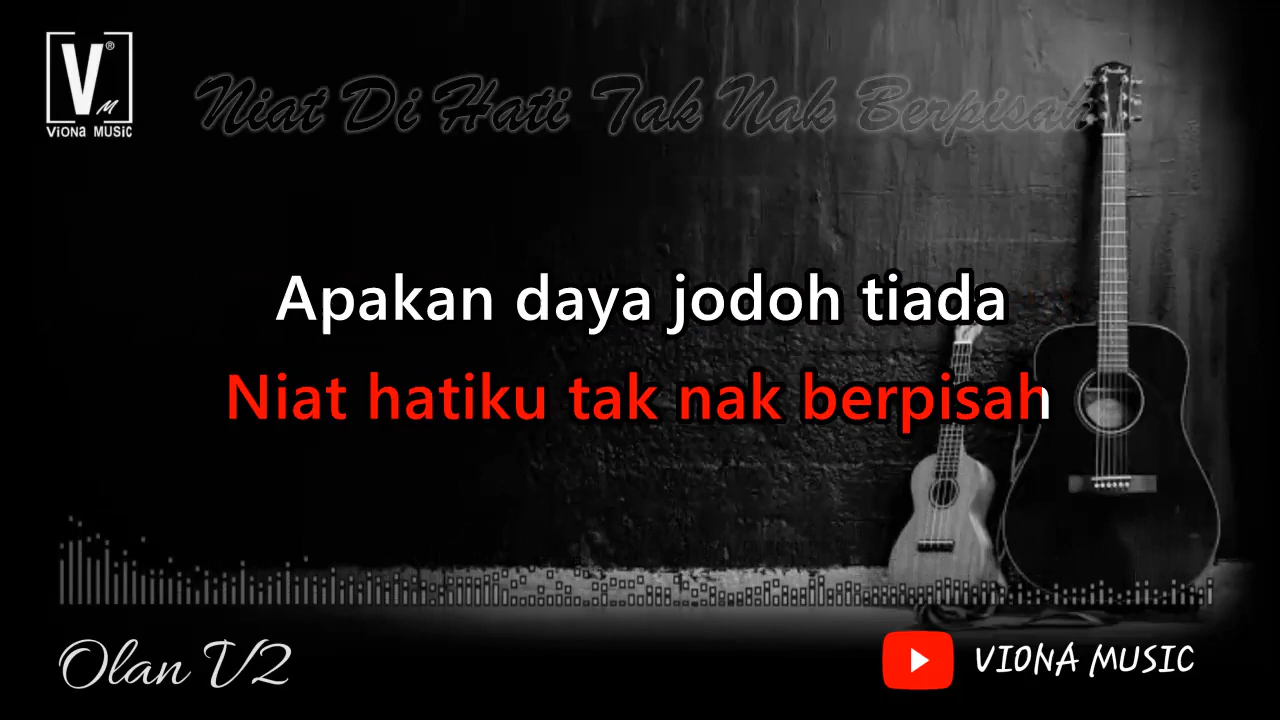 V®
M
VIONA MUSIC
Niat Di Hati Tak Nak Berpisah
Apakan daya jodoh tiada
Niat hatiku tak nak berpisah
Olan V2
VIONA MUSIC